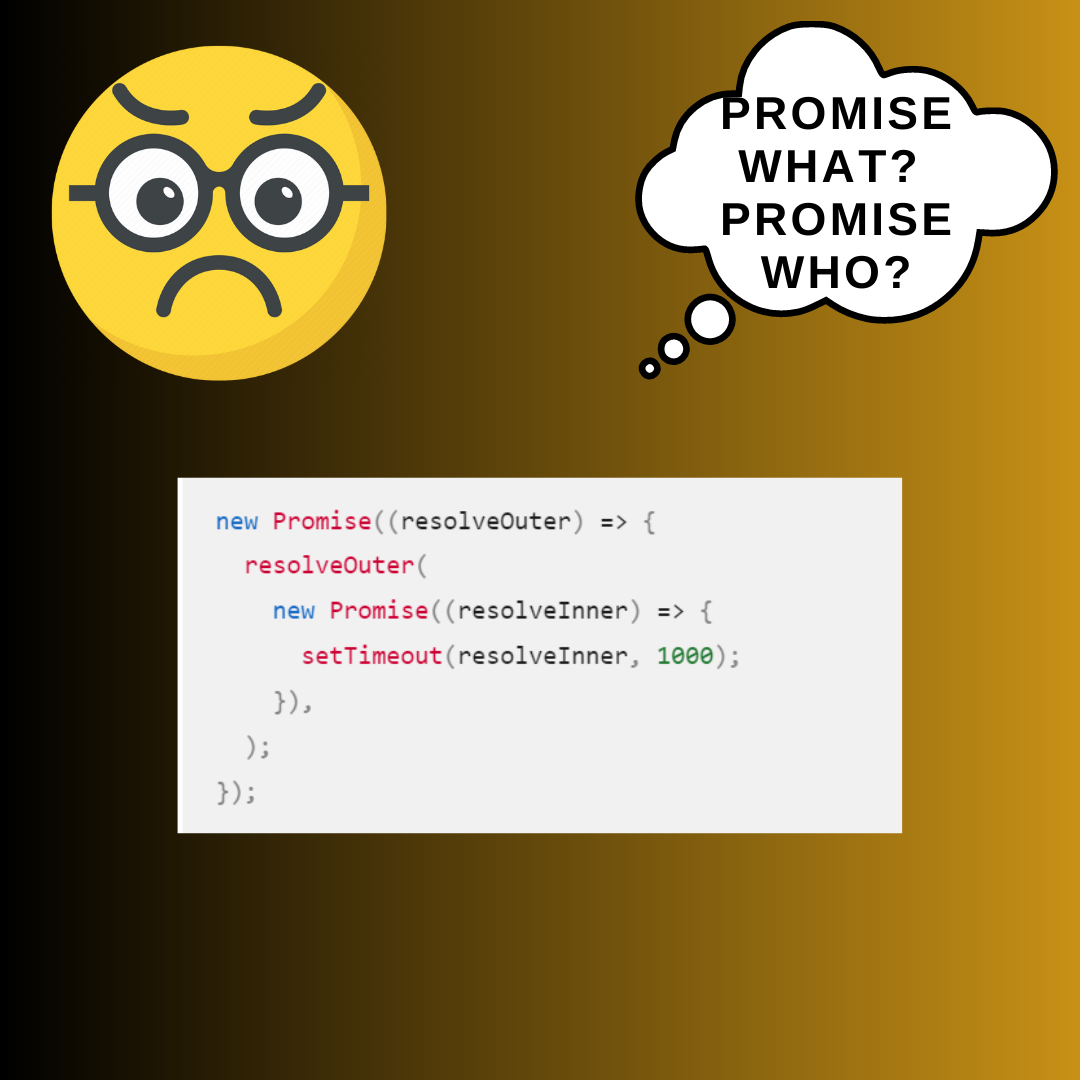 PROMISE
WHAT?
PROMISE
WHO?
new Promise((resolveOuter) => {
  resolveOuter(
    new Promise((resolveInner) => {
      setTimeout(resolveInner, 1000);
    }),
  );
});